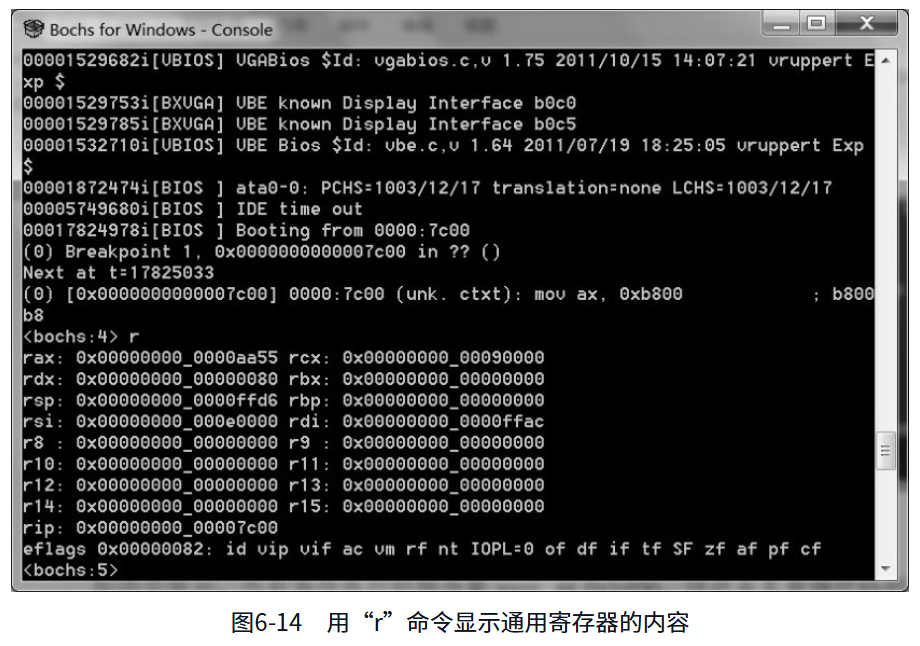 Bochs for Windows - Console
00001529682i[VBIOS] VGABios $Id: vgabios.c,v 1.75 2011/10/15 14:07:21 vruppert E
xp $
00001529753i[BXVGA] VBE known Display Interface b0c0
00001529785i[BXVGA] VBE known Display Interface b0c5
00001532710i[VBIOS] VBE Bios $Id: vbe.c,v 1.64 2011/07/19 18:25:05 vruppert Exp
$
00001872474i[BIOS ] ata0-0: PCHS=1003/12/17 translation=none LCHS=1003/12/17
00005749680i[BIOS ] IDE time out
00017824978i[BIOS ] Booting from 0000:7c00
(0) Breakpoint 1, 0x0000000000007c00 in ?? ()
Next at t=17825033
(0) [0x0000000000007c00] 0000:7c00 (unk. ctxt): mov ax, 0xb800 ; b800
b8
<bochs:4> r
rax: 0x00000000_0000aa55 rcx: 0x00000000_00090000
rdx: 0x00000000_00000080 rbx: 0x00000000_00000000
rsp: 0x00000000_0000ffd6 rbp: 0x00000000_00000000
rsi: 0x00000000_000e0000 rdi: 0x00000000_0000ffac
r8 : 0x00000000_00000000 r9 : 0x00000000_00000000
r10: 0x00000000_00000000 r11: 0x00000000_00000000
r12: 0x00000000_00000000 r13: 0x00000000_00000000
r14: 0x00000000_00000000 r15: 0x00000000_00000000
rip: 0x00000000_00007c00
eflags 0x00000082: id vip vif ac vm rf nt IOPL=0 of df if tf SF zf af pf cf
<bochs:5>
图6-14 用“r”命令显示通用寄存器的内容